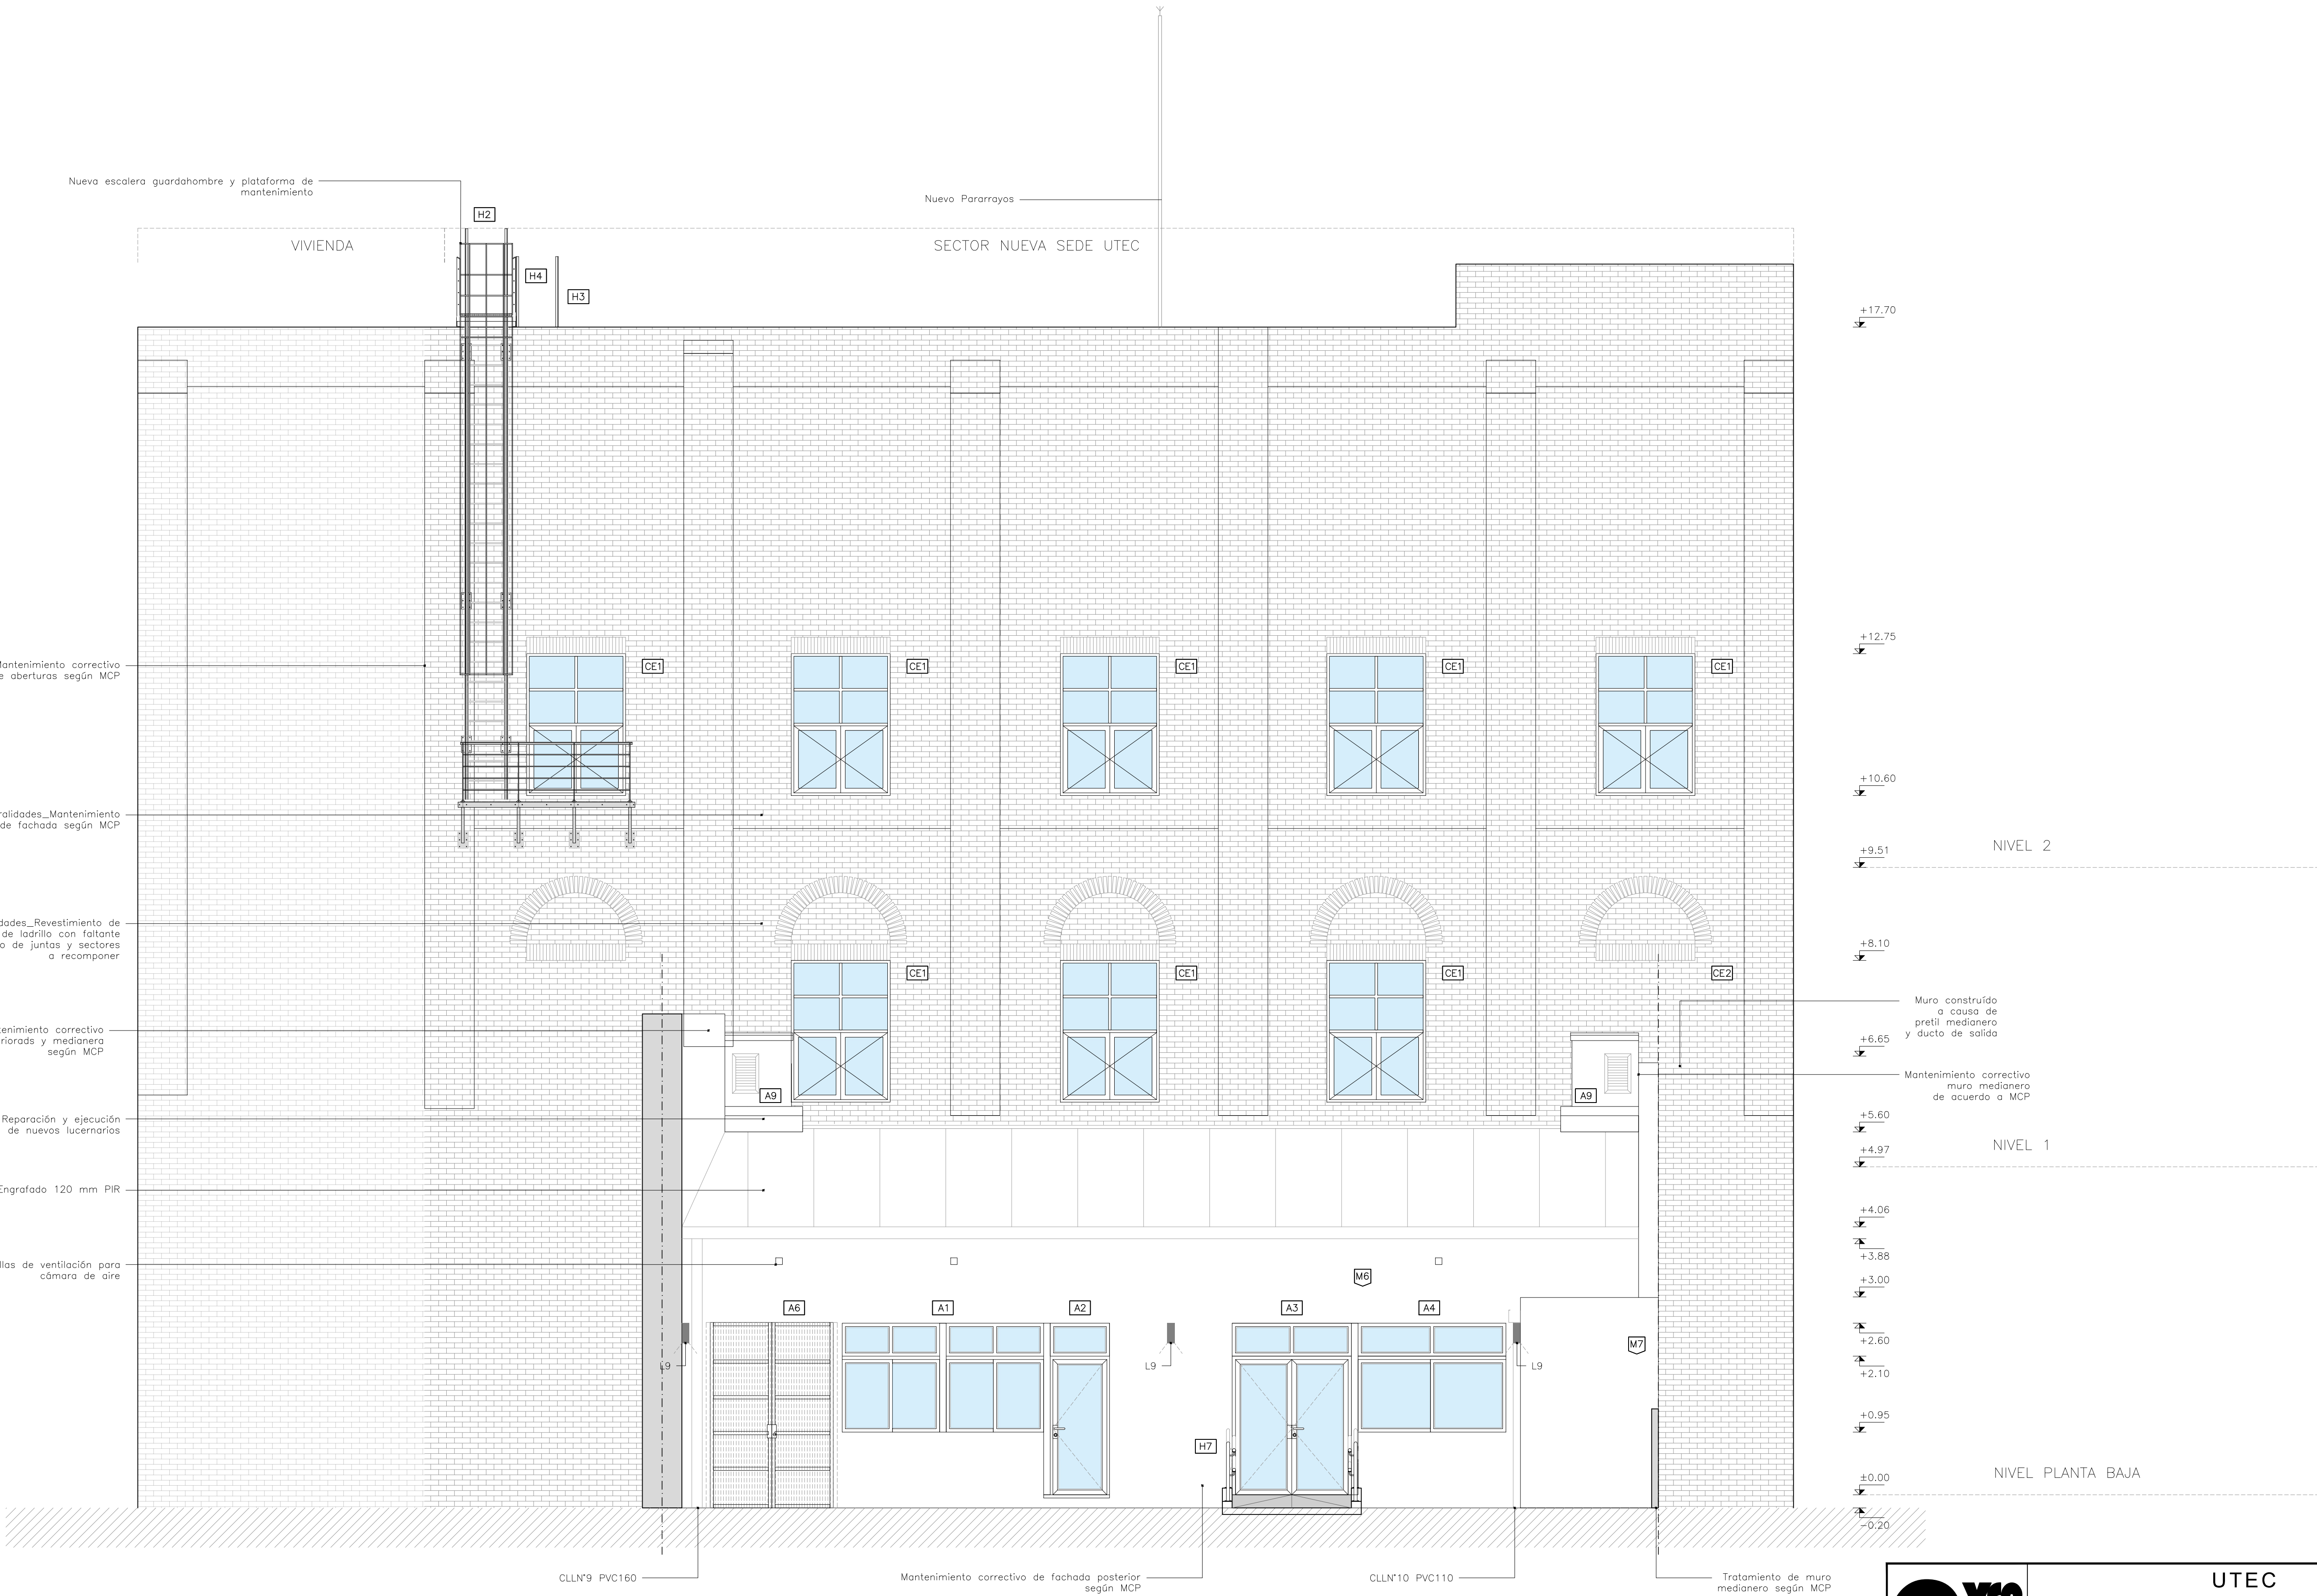 Nueva escalera guardahombre y plataforma de
mantenimiento
Nuevo Pararrayos
H2
VIVIENDA
SECTOR NUEVA SEDE UTEC
H4
H3
+17.70
+12.75
Mantenimiento correctivo
aberturas según MCP
CE1
CE1
CE1
CE1
CE1
+10.60
de fachada según MCP
NIVEL 2
+9.51
Revestimiento de
de ladrillo con faltante
de juntas y sectores
a recomponer
+8.10
CE1
CE1
CE1
CE2
Muro construído
a causa de
pretil medianero
y ducto de salida
correctivo
y medianera
según MCP
+6.65
Mantenimiento correctivo
muro medianero
de acuerdo a MCP
A9
A9
Reparación y ejecución
de nuevos lucernarios
+5.60
NIVEL 1
+4.97
Engrafado 120 mm PIR
+4.06
+3.88
de ventilación para
cámara de aire
M6
+3.00
A6
A1
A2
A3
A4
+2.60
M7
L9
L9
L9
+2.10
+0.95
H7
±0.00
NIVEL PLANTA BAJA
-0.20
CLLN°9 PVC160
Mantenimiento correctivo de fachada posterior
según MCP
CLLN°10 PVC110
Tratamiento de muro
medianero según MCP
UTEC